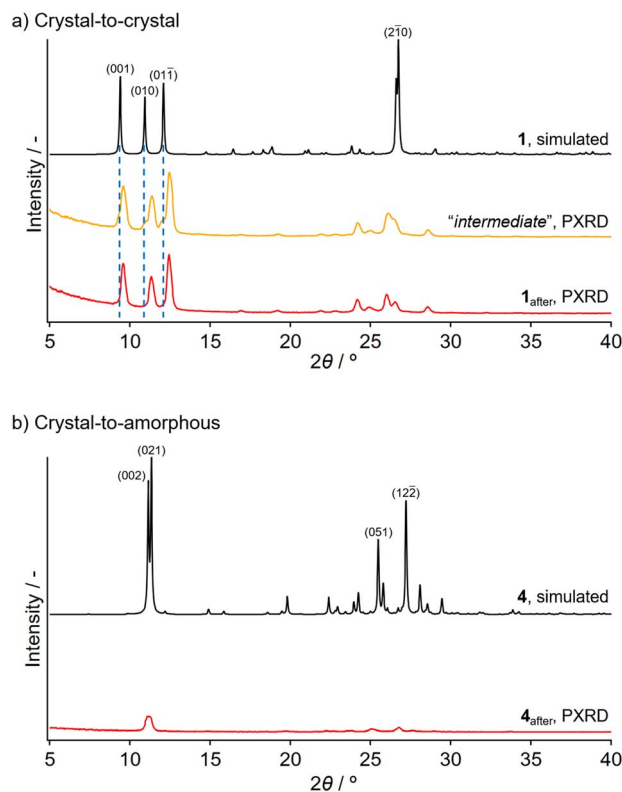 a) Crystal-to-crystal
(001)
(010)
(011̅)
(21̅0)
1, simulated
"intermediate", PXRD
1after, PXRD
Intensity / -
5 10 15 20 25 30 35 40
2θ / º
b) Crystal-to-amorphous
(002)
(021)
(051)
(122̅)
4, simulated
4after, PXRD
Intensity / -
5 10 15 20 25 30 35 40
2θ / º